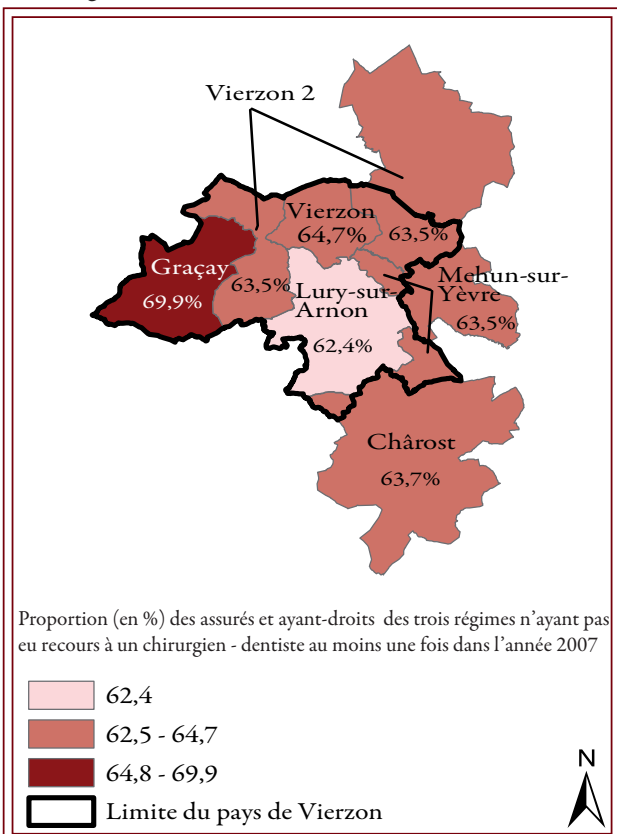 Vierzon 2
Vierzon
64,7%
63,5%
Graçay
69,9%
63,5%
Lury-sur-
Arnon
62,4%
Mehun-sur-
Yèvre
63,5%
Chârost
63,7%
Proportion (en %) des assurés et ayant-droits des trois régimes n'ayant pas
eu recours à un chirurgien - dentiste au moins une fois dans l'année 2007
62,4
62,5 - 64,7
64,8 - 69,9
Limite du pays de Vierzon
N